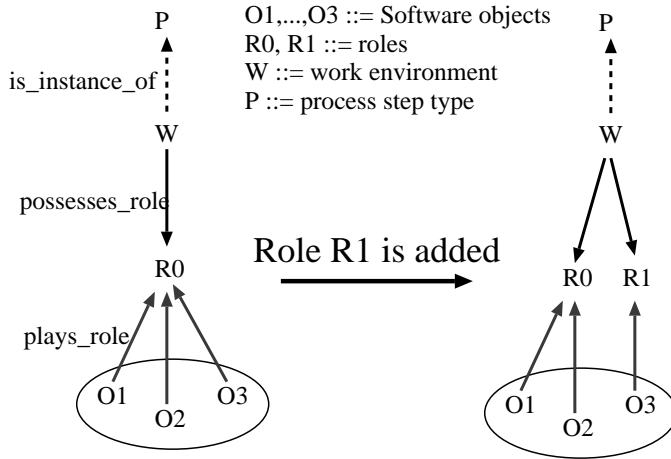 P
O1,...,O3 ::= Software objects
P
R0, R1 ::= roles
is_instance_of
W ::= work environment
P ::= process step type
W
W
possesses_role
Role R1 is added
R0
R0
R1
plays_role
O1
O2
O3
O1
O2
O3